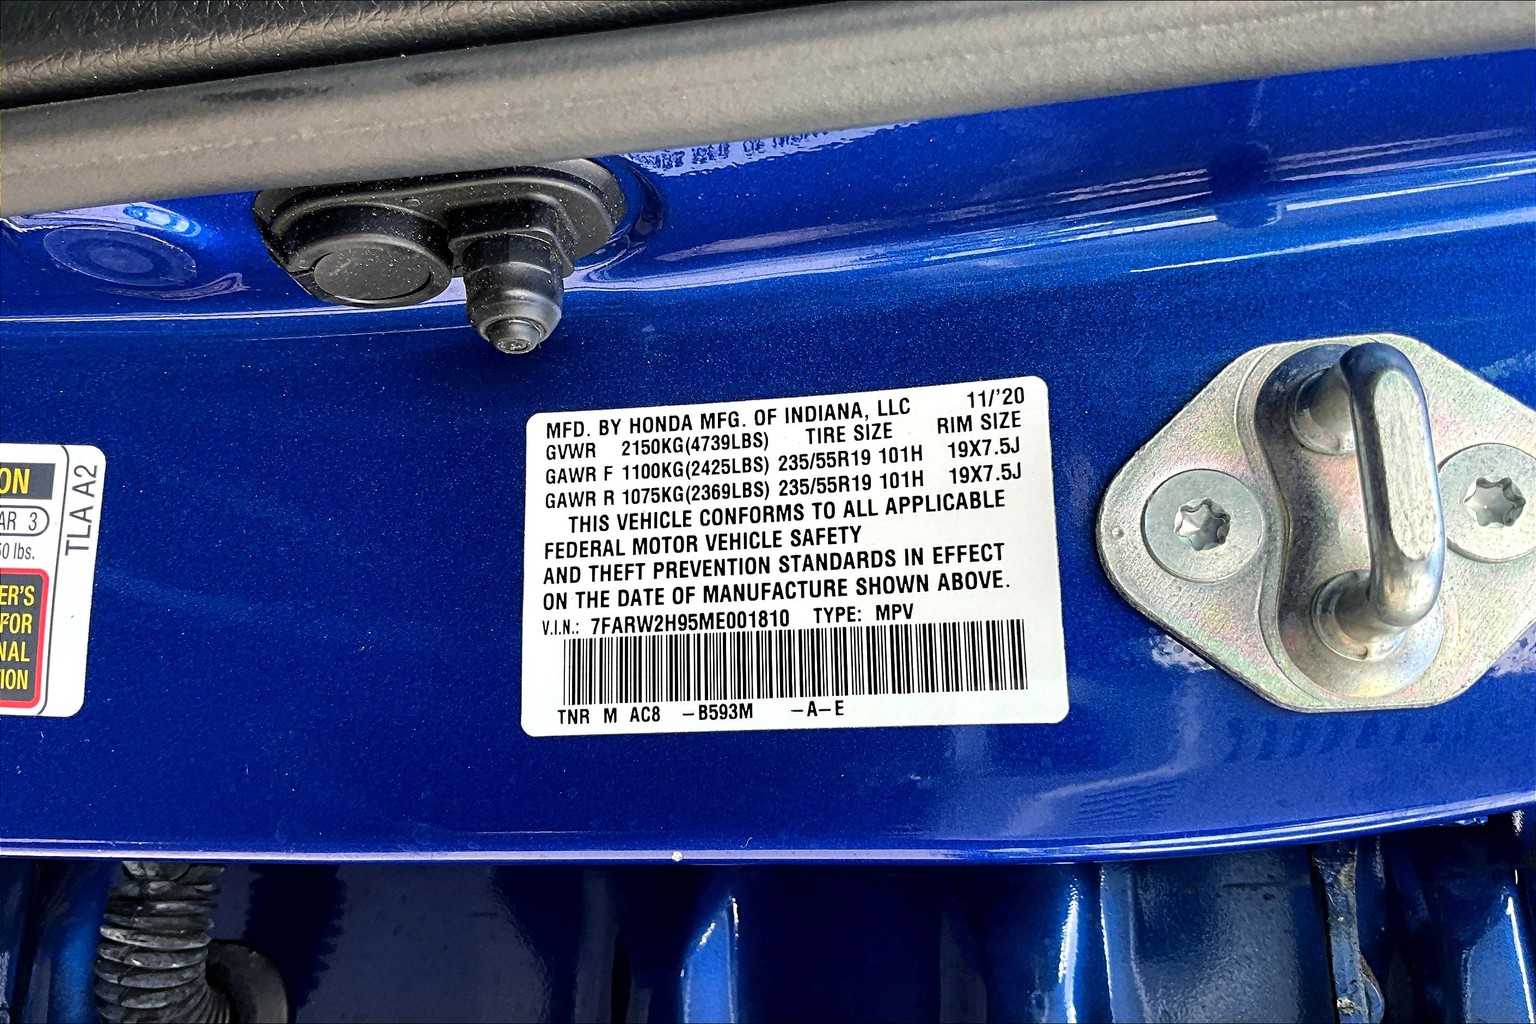 MFD. BY HONDA MFG. OF INDIANA, LLC 11/'20
GVWR 2150KG(4739LBS) TIRE SIZE RIM SIZE
GAWR F 1100KG(2425LBS) 235/55R19 101H 19X7.5J
GAWR R 1075KG(2369LBS) 235/55R19 101H 19X7.5J
THIS VEHICLE CONFORMS TO ALL APPLICABLE
FEDERAL MOTOR VEHICLE SAFETY
AND THEFT PREVENTION STANDARDS IN EFFECT
ON THE DATE OF MANUFACTURE SHOWN ABOVE.
V.I.N.: 7FARW2H95ME001810 TYPE: MPV
TNR M AC8 -B593M -A-E
TLA A2
ON
AR 3
50 lbs.
ER'S
FOR
NAL
ION